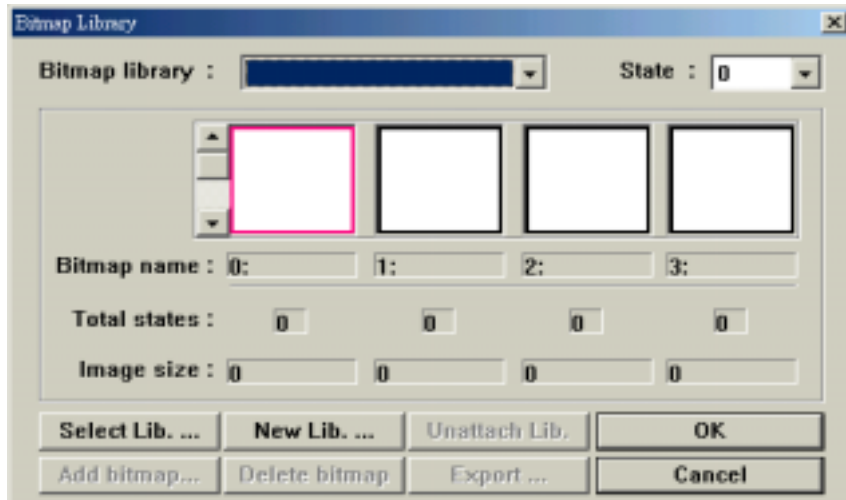 Bitmap Library
Bitmap library : State : 0
Bitmap name : 0: 1: 2: 3:
Total states : 0 0 0 0
Image size : 0 0 0 0
Select Lib. ... New Lib. ... Unattach Lib. OK
Add bitmap... Delete bitmap Export ... Cancel